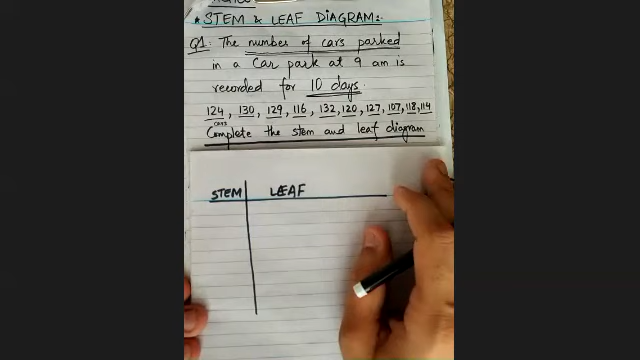 * STEM & LEAF DIAGRAM:
Q1: The number of cars parked
in a Car park at 9 am is
recorded for 10 days.
124, 130, 129, 116, 132, 120, 127, 107, 118, 114
cars
Complete the stem and leaf diagram
STEM LEAF